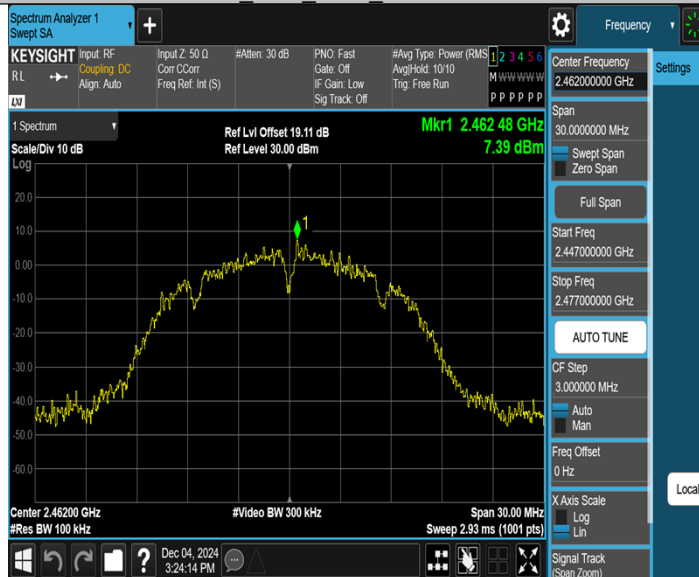 Spectrum Analyzer 1
Swept SA
+
Frequency
KEYSIGHT
RL
LXI
Input: RF
Coupling: DC
Align: Auto
Input Z: 50 Ω
Corr CCorr
Freq Ref: Int (S)
#Atten: 30 dB
PNO: Fast
Gate: Off
IF Gain: Low
Sig Track: Off
#Avg Type: Power (RMS
Avg|Hold: 10/10
Trig: Free Run
1 2 3 4 5 6
M W W W W W
P P P P P P
1 Spectrum
Scale/Div 10 dB
Ref Lvl Offset 19.11 dB
Ref Level 30.00 dBm
Mkr1 2.462 48 GHz
7.39 dBm
Log
20.0
10.0
0.00
-10.0
-20.0
-30.0
-40.0
-50.0
-60.0
1
Center 2.46200 GHz
#Res BW 100 kHz
#Video BW 300 kHz
Span 30.00 MHz
Sweep 2.93 ms (1001 pts)
?
Dec 04, 2024
3:24:14 PM
Center Frequency
2.462000000 GHz
Span
30.0000000 MHz
Swept Span
Zero Span
Full Span
Start Freq
2.447000000 GHz
Stop Freq
2.477000000 GHz
AUTO TUNE
CF Step
3.000000 MHz
Auto
Man
Freq Offset
0 Hz
X Axis Scale
Log
Lin
Signal Track
(Span Zoom)
Settings
Local